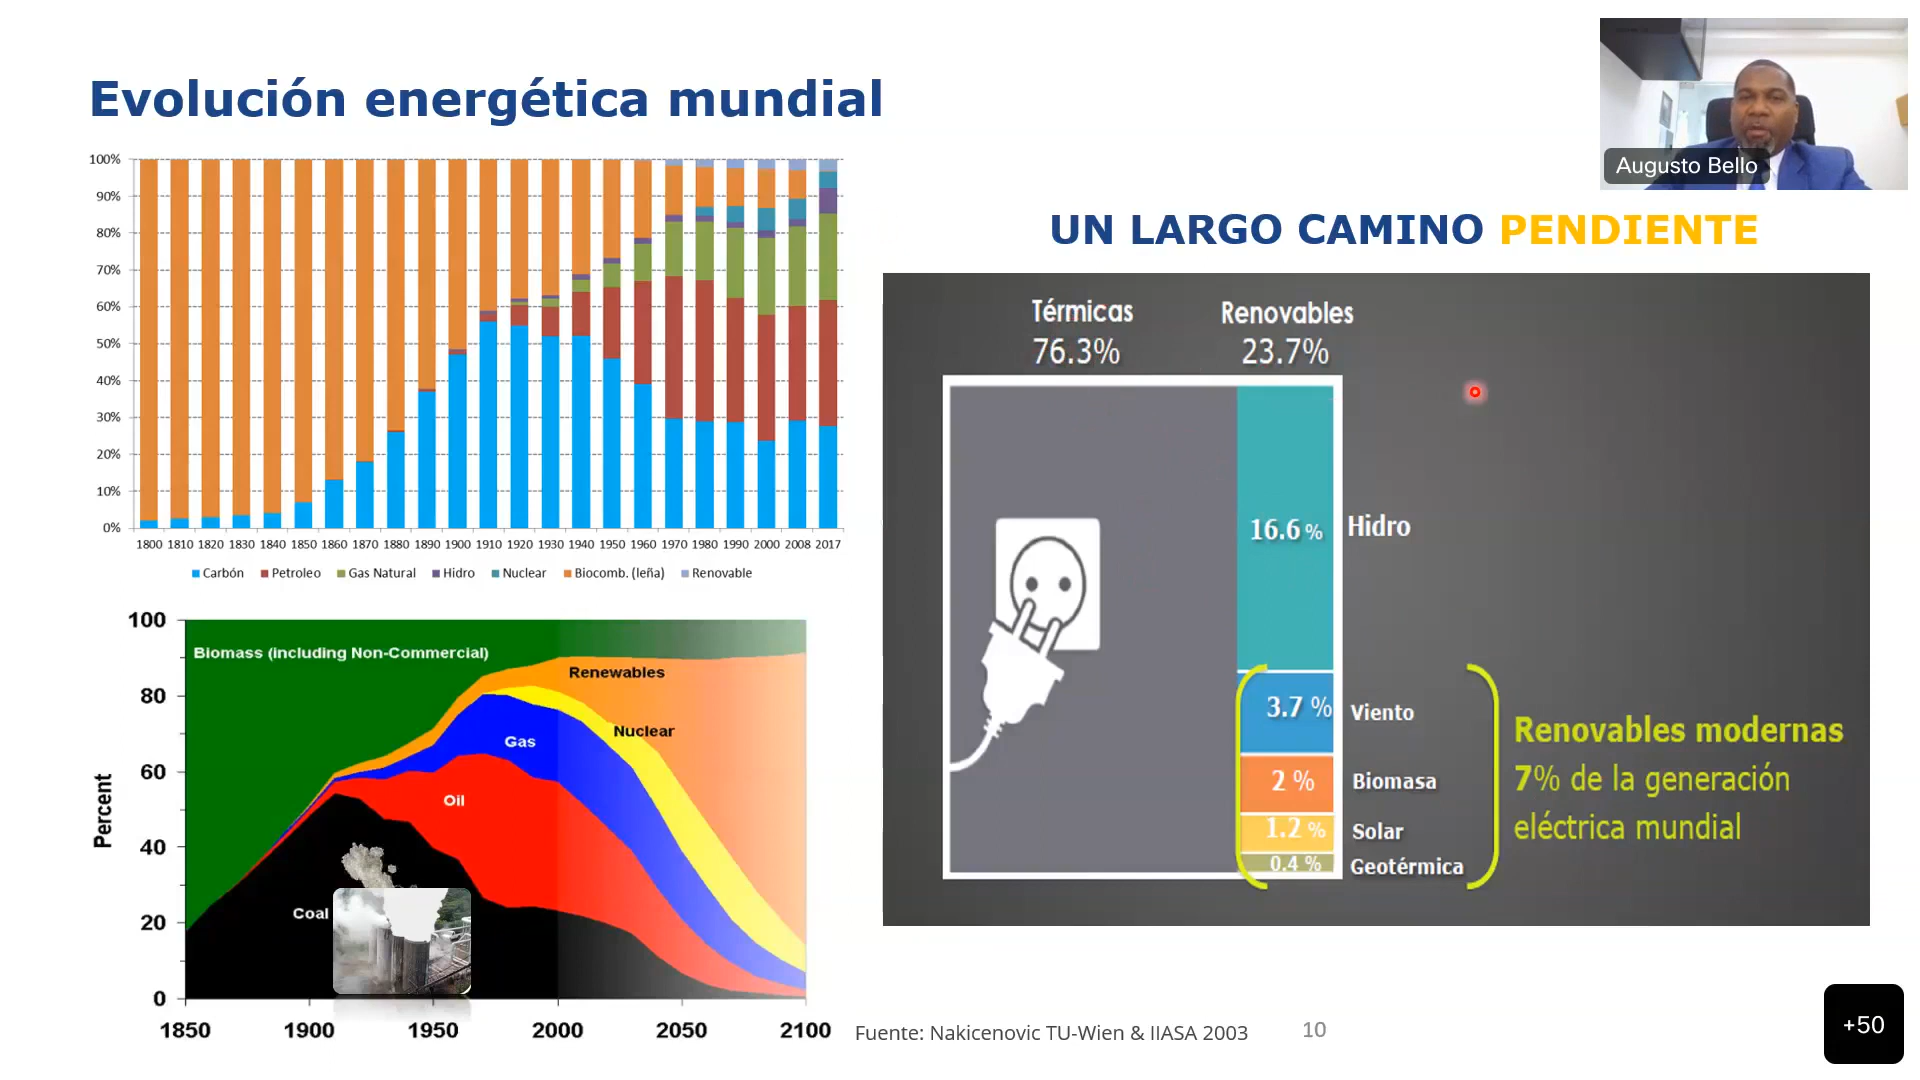 Evolución energética mundial
Augusto Bello
100%
90%
80%
70%
60%
50%
40%
30%
20%
10%
0%
1800 1810 1820 1830 1840 1850 1860 1870 1880 1890 1900 1910 1920 1930 1940 1950 1960 1970 1980 1990 2000 2008 2017
Carbón Petroleo Gas Natural Hidro Nuclear Biocomb. (leña) Renovable
UN LARGO CAMINO PENDIENTE
Térmicas Renovables
76.3% 23.7%
16.6 % Hidro
3.7 % Viento
2 % Biomasa
1.2 % Solar
0.4 % Geotérmica
Renovables modernas
7% de la generación
eléctrica mundial
Percent
100
80
60
40
20
0
Biomass (including Non-Commercial)
Renewables
Nuclear
Gas
Oil
Coal
1850 1900 1950 2000 2050 2100
Fuente: Nakicenovic TU-Wien & IIASA 2003
10
+50